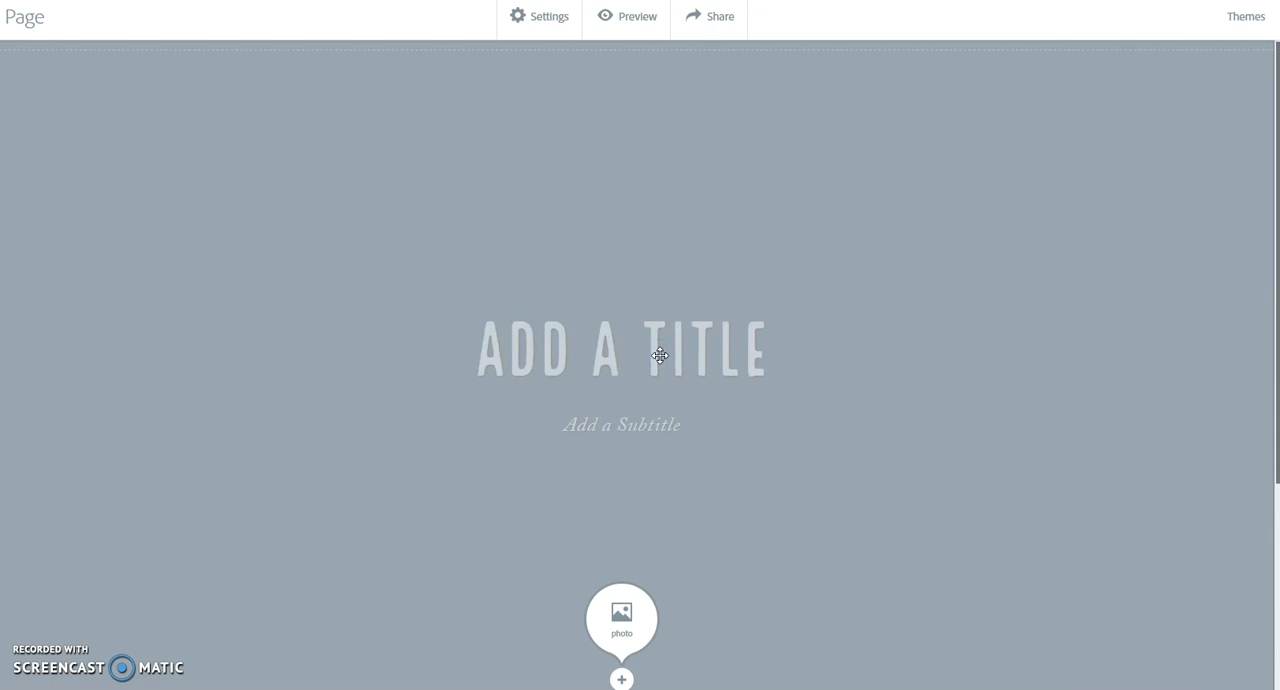 Page
Settings
Preview
Share
Themes
ADD A TITLE
Add a Subtitle
photo
RECORDED WITH
SCREENCAST MATIC